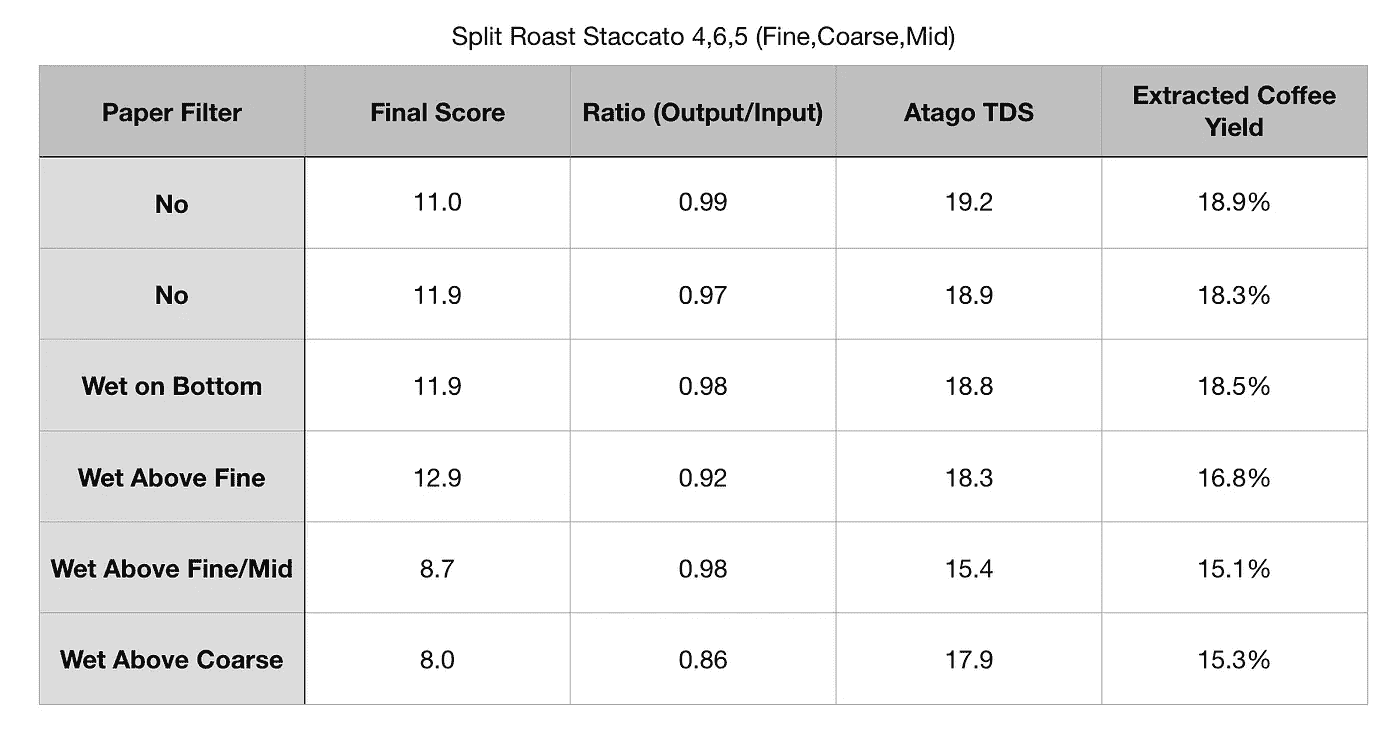 Split Roast Staccato 4,6,5 (Fine,Coarse,Mid)
Paper Filter Final Score Ratio (Output/Input) Atago TDS Extracted Coffee Yield
No 11.0 0.99 19.2 18.9%
No 11.9 0.97 18.9 18.3%
Wet on Bottom 11.9 0.98 18.8 18.5%
Wet Above Fine 12.9 0.92 18.3 16.8%
Wet Above Fine/Mid 8.7 0.98 15.4 15.1%
Wet Above Coarse 8.0 0.86 17.9 15.3%